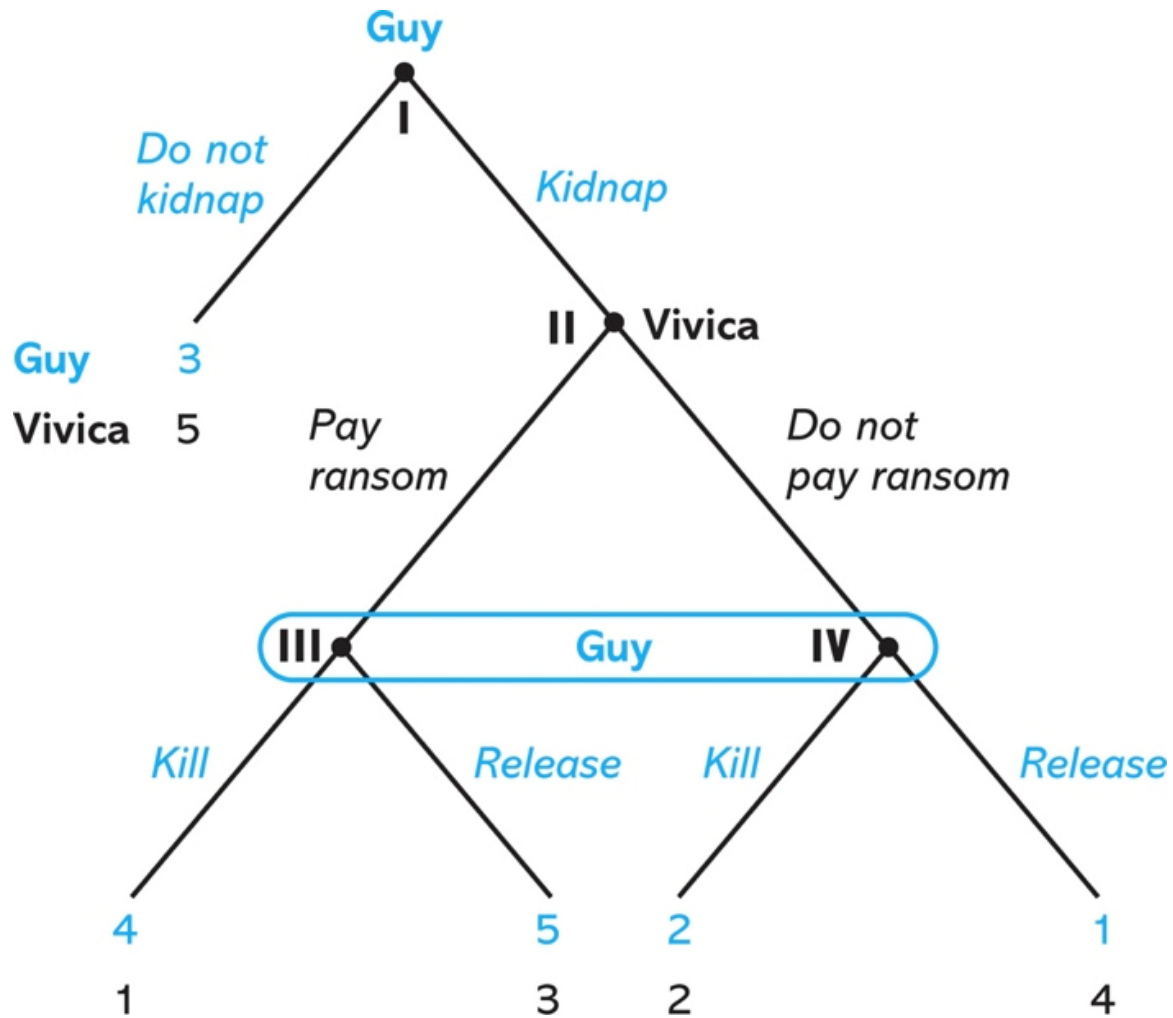 Guy
I
Do not
kidnap
Kidnap
II Vivica
Guy 3
Vivica 5
Pay
ransom
Do not
pay ransom
III Guy IV
Kill Release Kill Release
4 5 2 1
1 3 2 4